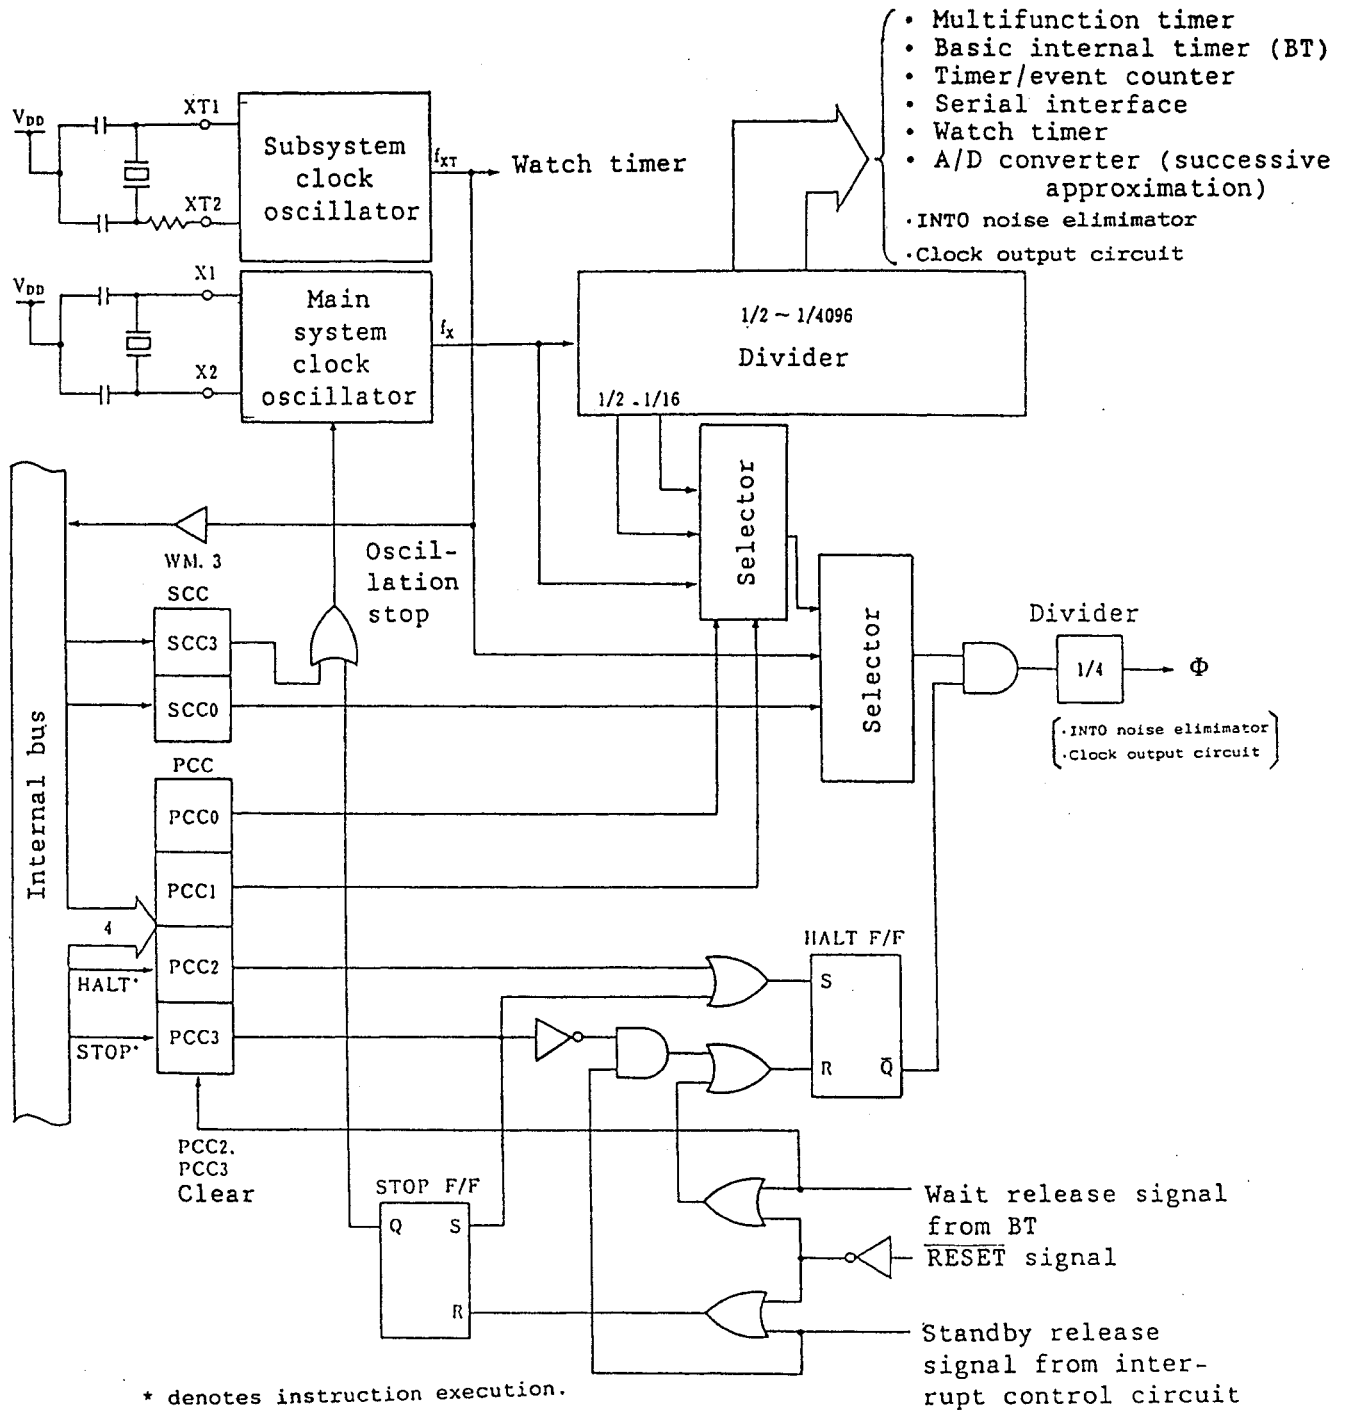 • Multifunction timer
• Basic internal timer (BT)
• Timer/event counter
• Serial interface
• Watch timer
• A/D converter (successive
approximation)
·INTO noise elimimator
·Clock output circuit
VDD
XT1
XT2
Subsystem
clock
oscillator
fXT
Watch timer
VDD
X1
X2
Main
system
clock
oscillator
fX
1/2 ~ 1/4096
Divider
1/2 . 1/16
Selector
Selector
Internal bus
WM. 3
Oscil-
lation
stop
SCC
SCC3
SCC0
Divider
1/4
Φ
·INTO noise elimimator
·Clock output circuit
PCC
PCC0
PCC1
PCC2
PCC3
4
HALT*
STOP*
HALT F/F
S
R
Q̅
PCC2.
PCC3
Clear
STOP F/F
Q
S
R
Wait release signal
from BT
R̅E̅S̅E̅T̅ signal
Standby release
signal from inter-
rupt control circuit
* denotes instruction execution.